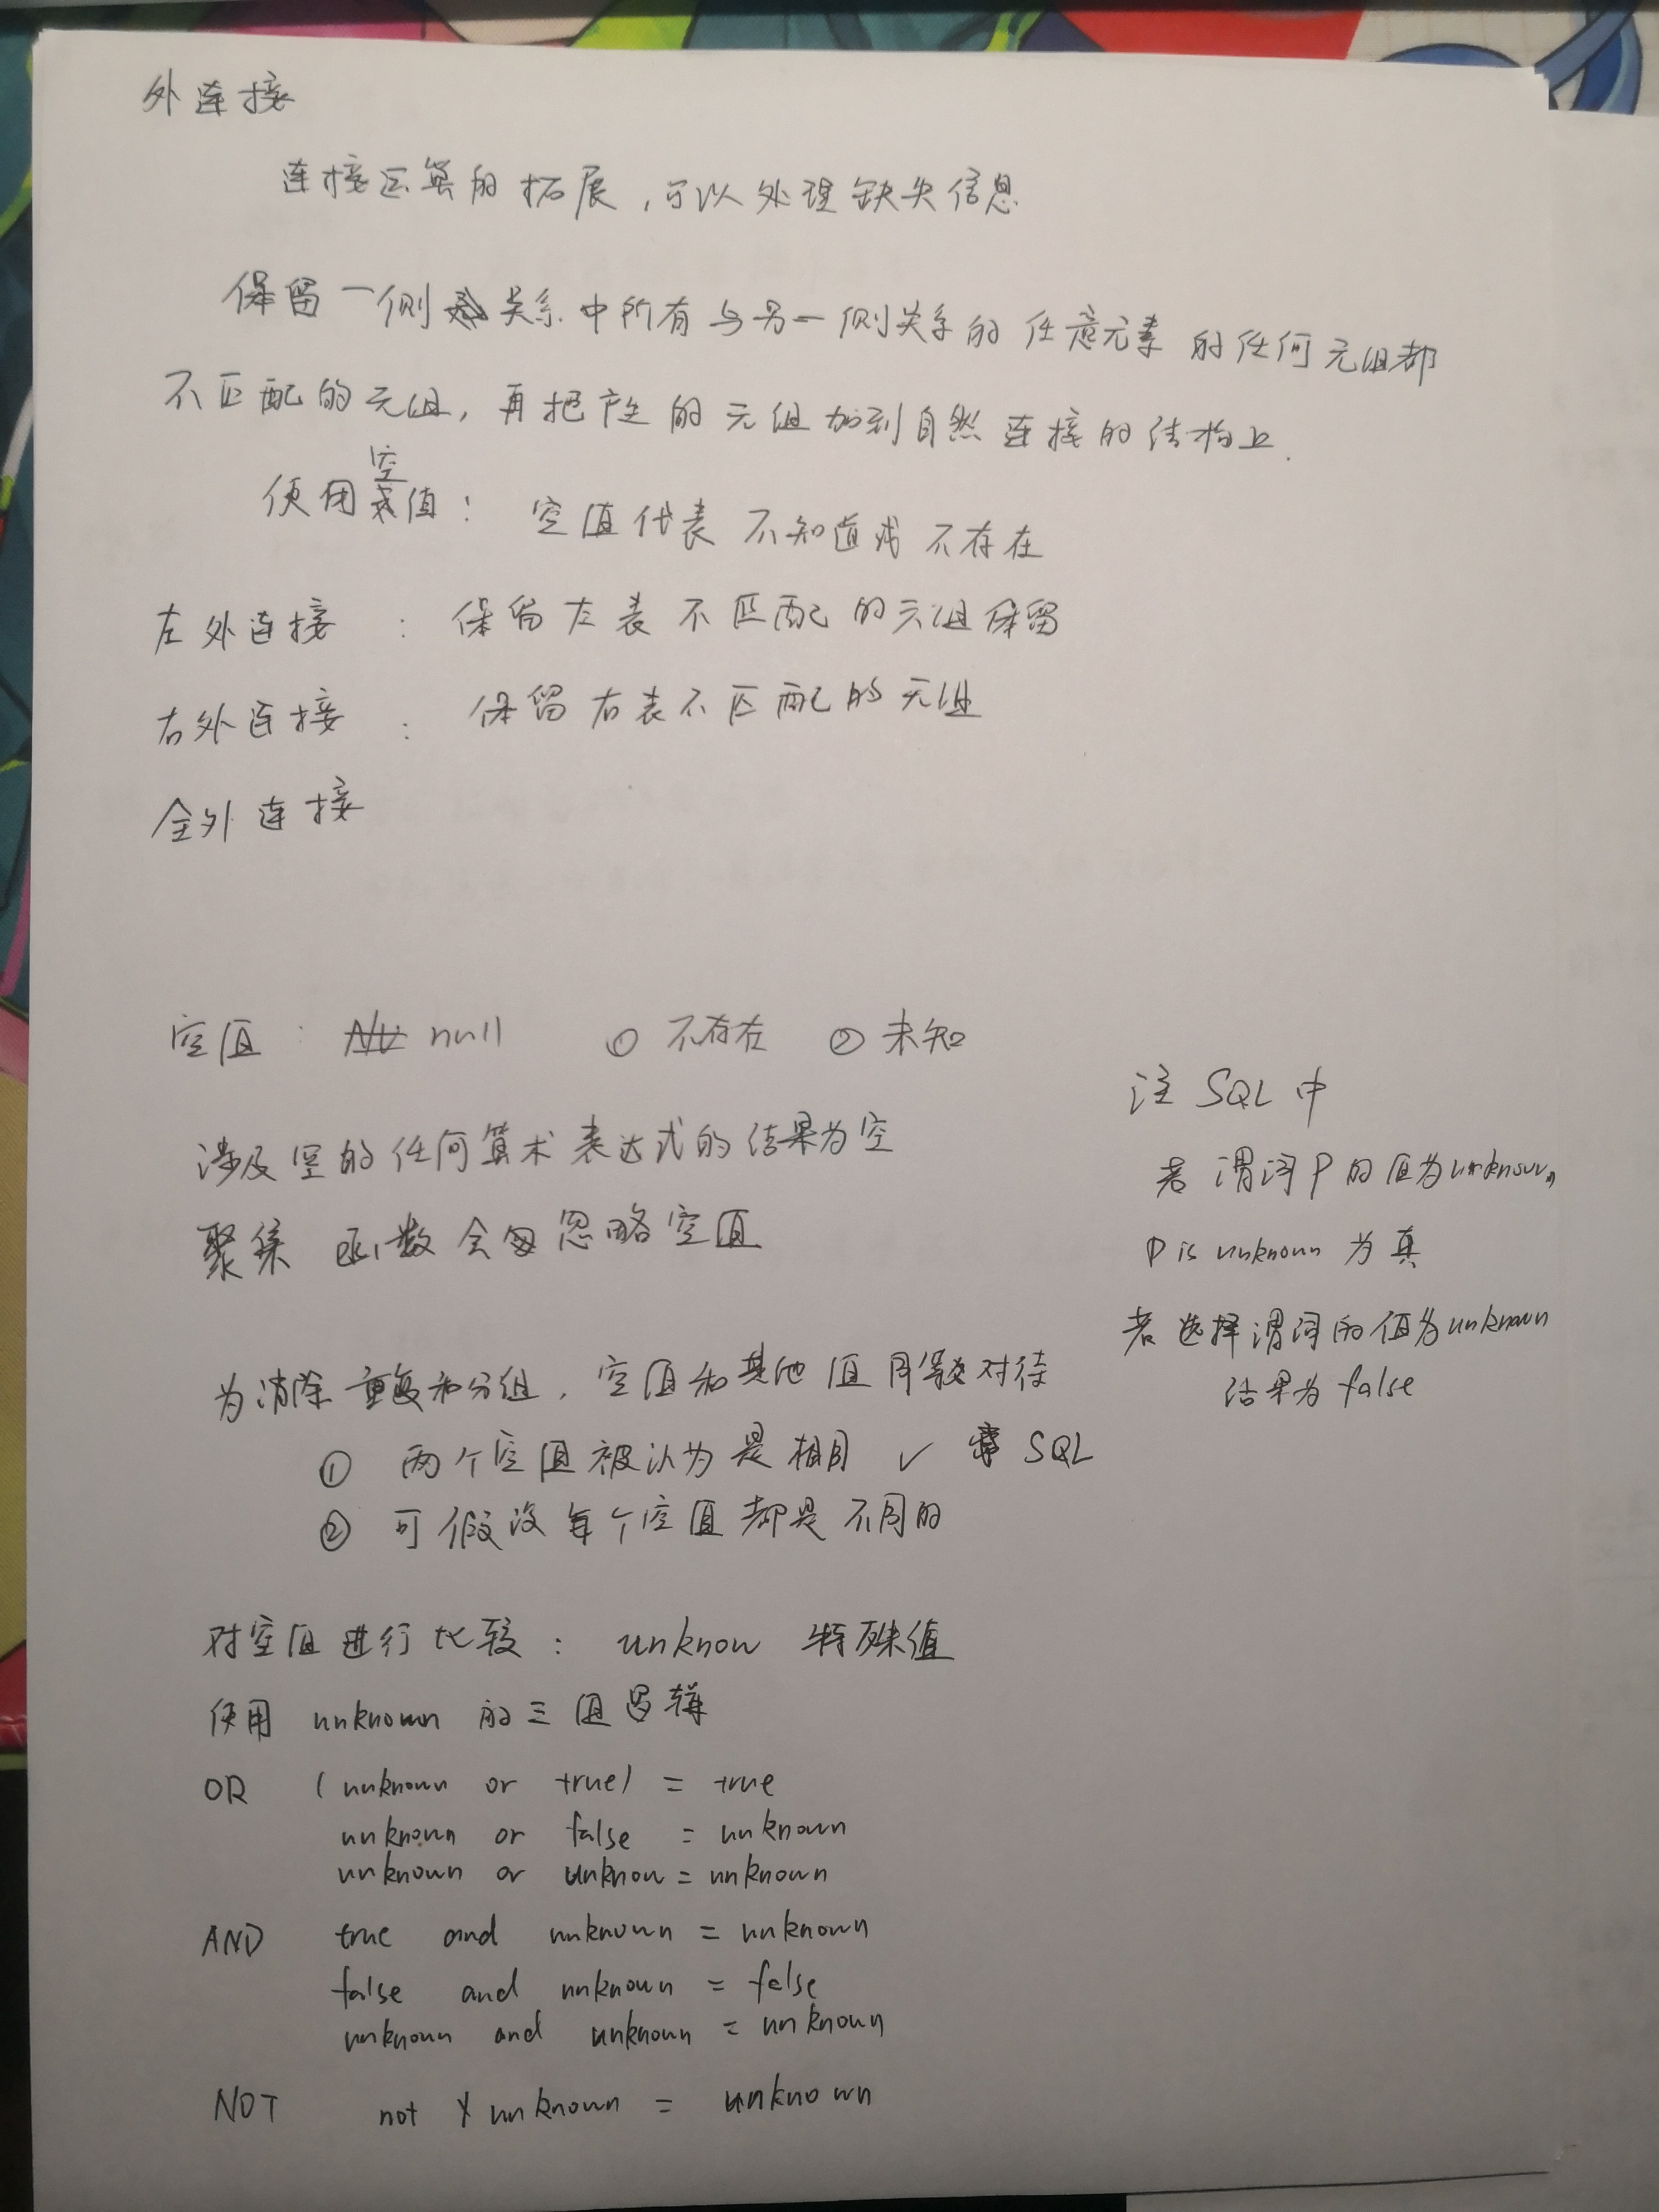 外连接
连接运算的拓展，可以处理缺失信息
保留一侧关系中所有与另一侧关系的任意元素的任何元组都
不匹配的元组，再把产生的元组加到自然连接的结构上.
使用空值： 空值代表不知道或不存在
左外连接 ： 保留左表不匹配的元组保留
右外连接 ： 保留右表不匹配的元组
全外连接
空值 ： null ① 不存在 ② 未知
涉及空的任何算术表达式的结果为空
聚集函数会忽略空值
为消除重复和分组，空值和其他值同等对待
① 两个空值被认为是相同 ✓ SQL
② 可假设每个空值都是不同的
注 SQL 中
若谓词 P 的值为unknown
P is unknown 为真
若选择谓词的值为unknown
结果为 false
对空值进行比较： unknow 特殊值
使用 unknown 的三值逻辑
OR (unknown or true) = true
unknown or false = unknown
unknown or unknow = unknown
AND true and unknown = unknown
false and unknown = false
unknown and unknown = unknown
NOT not unknown = unknown